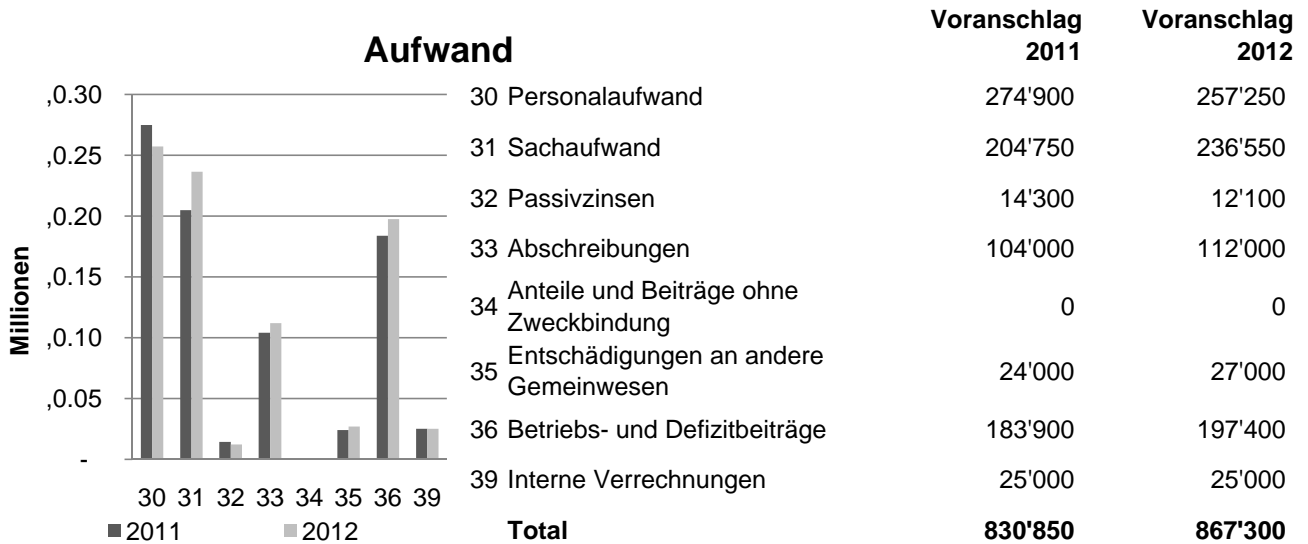 Aufwand
Millionen
,0.30
,0.25
,0.20
,0.15
,0.10
,0.05
-
30 31 32 33 34 35 36 39
2011 2012
Voranschlag 2011 Voranschlag 2012
30 Personalaufwand 274'900 257'250
31 Sachaufwand 204'750 236'550
32 Passivzinsen 14'300 12'100
33 Abschreibungen 104'000 112'000
34 Anteile und Beiträge ohne
Zweckbindung 0 0
35 Entschädigungen an andere
Gemeinwesen 24'000 27'000
36 Betriebs- und Defizitbeiträge 183'900 197'400
39 Interne Verrechnungen 25'000 25'000
Total 830'850 867'300